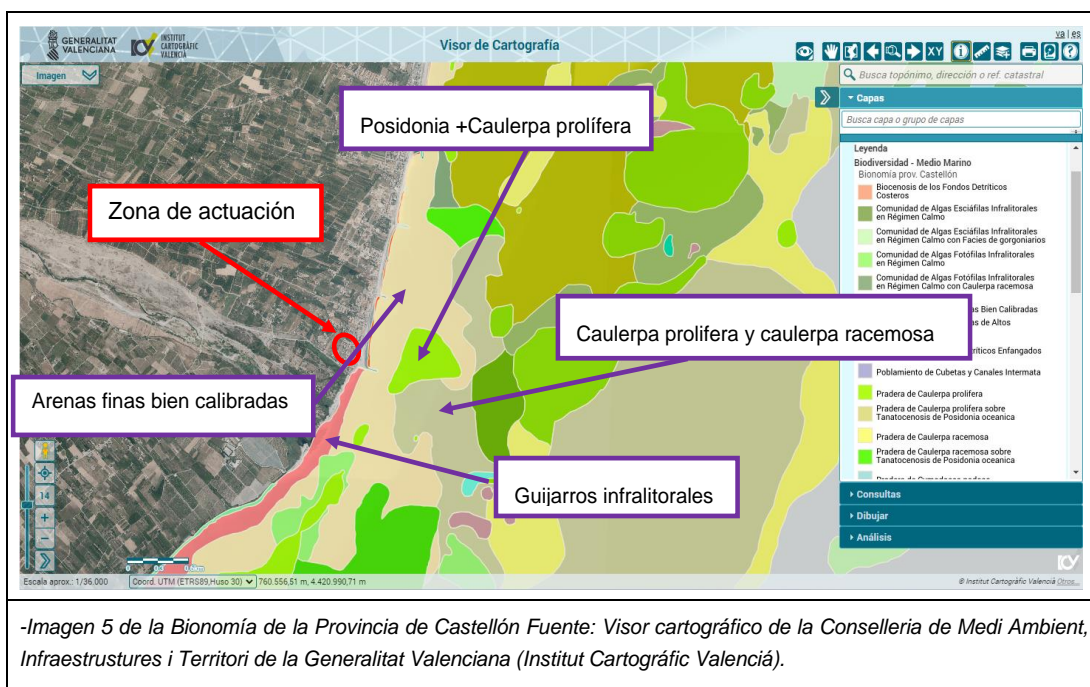 GENERALITAT
VALENCIANA
INSTITUT
CARTOGRÀFIC
VALENCIÀ
Visor de Cartografía
va | es
XY
Imagen
Busca topónimo, dirección o ref. catastral
Capas
Busca capa o grupo de capas
Leyenda
Biodiversidad - Medio Marino
Bionomía prov. Castellón
Biocenosis de los Fondos Detríticos
Costeros
Comunidad de Algas Esciáfilas Infralitorales
en Régimen Calmo
Comunidad de Algas Esciáfilas Infralitorales
en Régimen Calmo con Facies de gorgoniarios
Comunidad de Algas Fotófilas Infralitorales
en Régimen Calmo
Comunidad de Algas Fotófilas Infralitorales
en Régimen Calmo con Caulerpa racemosa
as Bien Calibradas
as de Altos
ríticos Enfangados
Poblamiento de Cubetas y Canales Intermata
Pradera de Caulerpa prolifera
Pradera de Caulerpa prolifera sobre
Tanatocenosis de Posidonia oceanica
Pradera de Caulerpa racemosa
Pradera de Caulerpa racemosa sobre
Tanatocenosis de Posidonia oceanica
Consultas
Dibujar
Análisis
Posidonia +Caulerpa prolífera
Zona de actuación
Caulerpa prolifera y caulerpa racemosa
Arenas finas bien calibradas
Guijarros infralitorales
14
Escala aprox.: 1/36.000
Coord. UTM (ETRS89,Huso 30)
760.556,51 m, 4.420.990,71 m
© Institut Cartogràfic Valencià Otros...
-Imagen 5 de la Bionomía de la Provincia de Castellón Fuente: Visor cartográfico de la Conselleria de Medi Ambient,
Infraestrustures i Territori de la Generalitat Valenciana (Institut Cartográfic Valenciá).